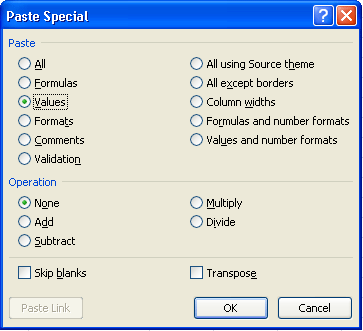 Paste Special
Paste
All
Formulas
Values
Formats
Comments
Validation
All using Source theme
All except borders
Column widths
Formulas and number formats
Values and number formats
Operation
None
Add
Subtract
Multiply
Divide
Skip blanks
Transpose
Paste Link
OK
Cancel